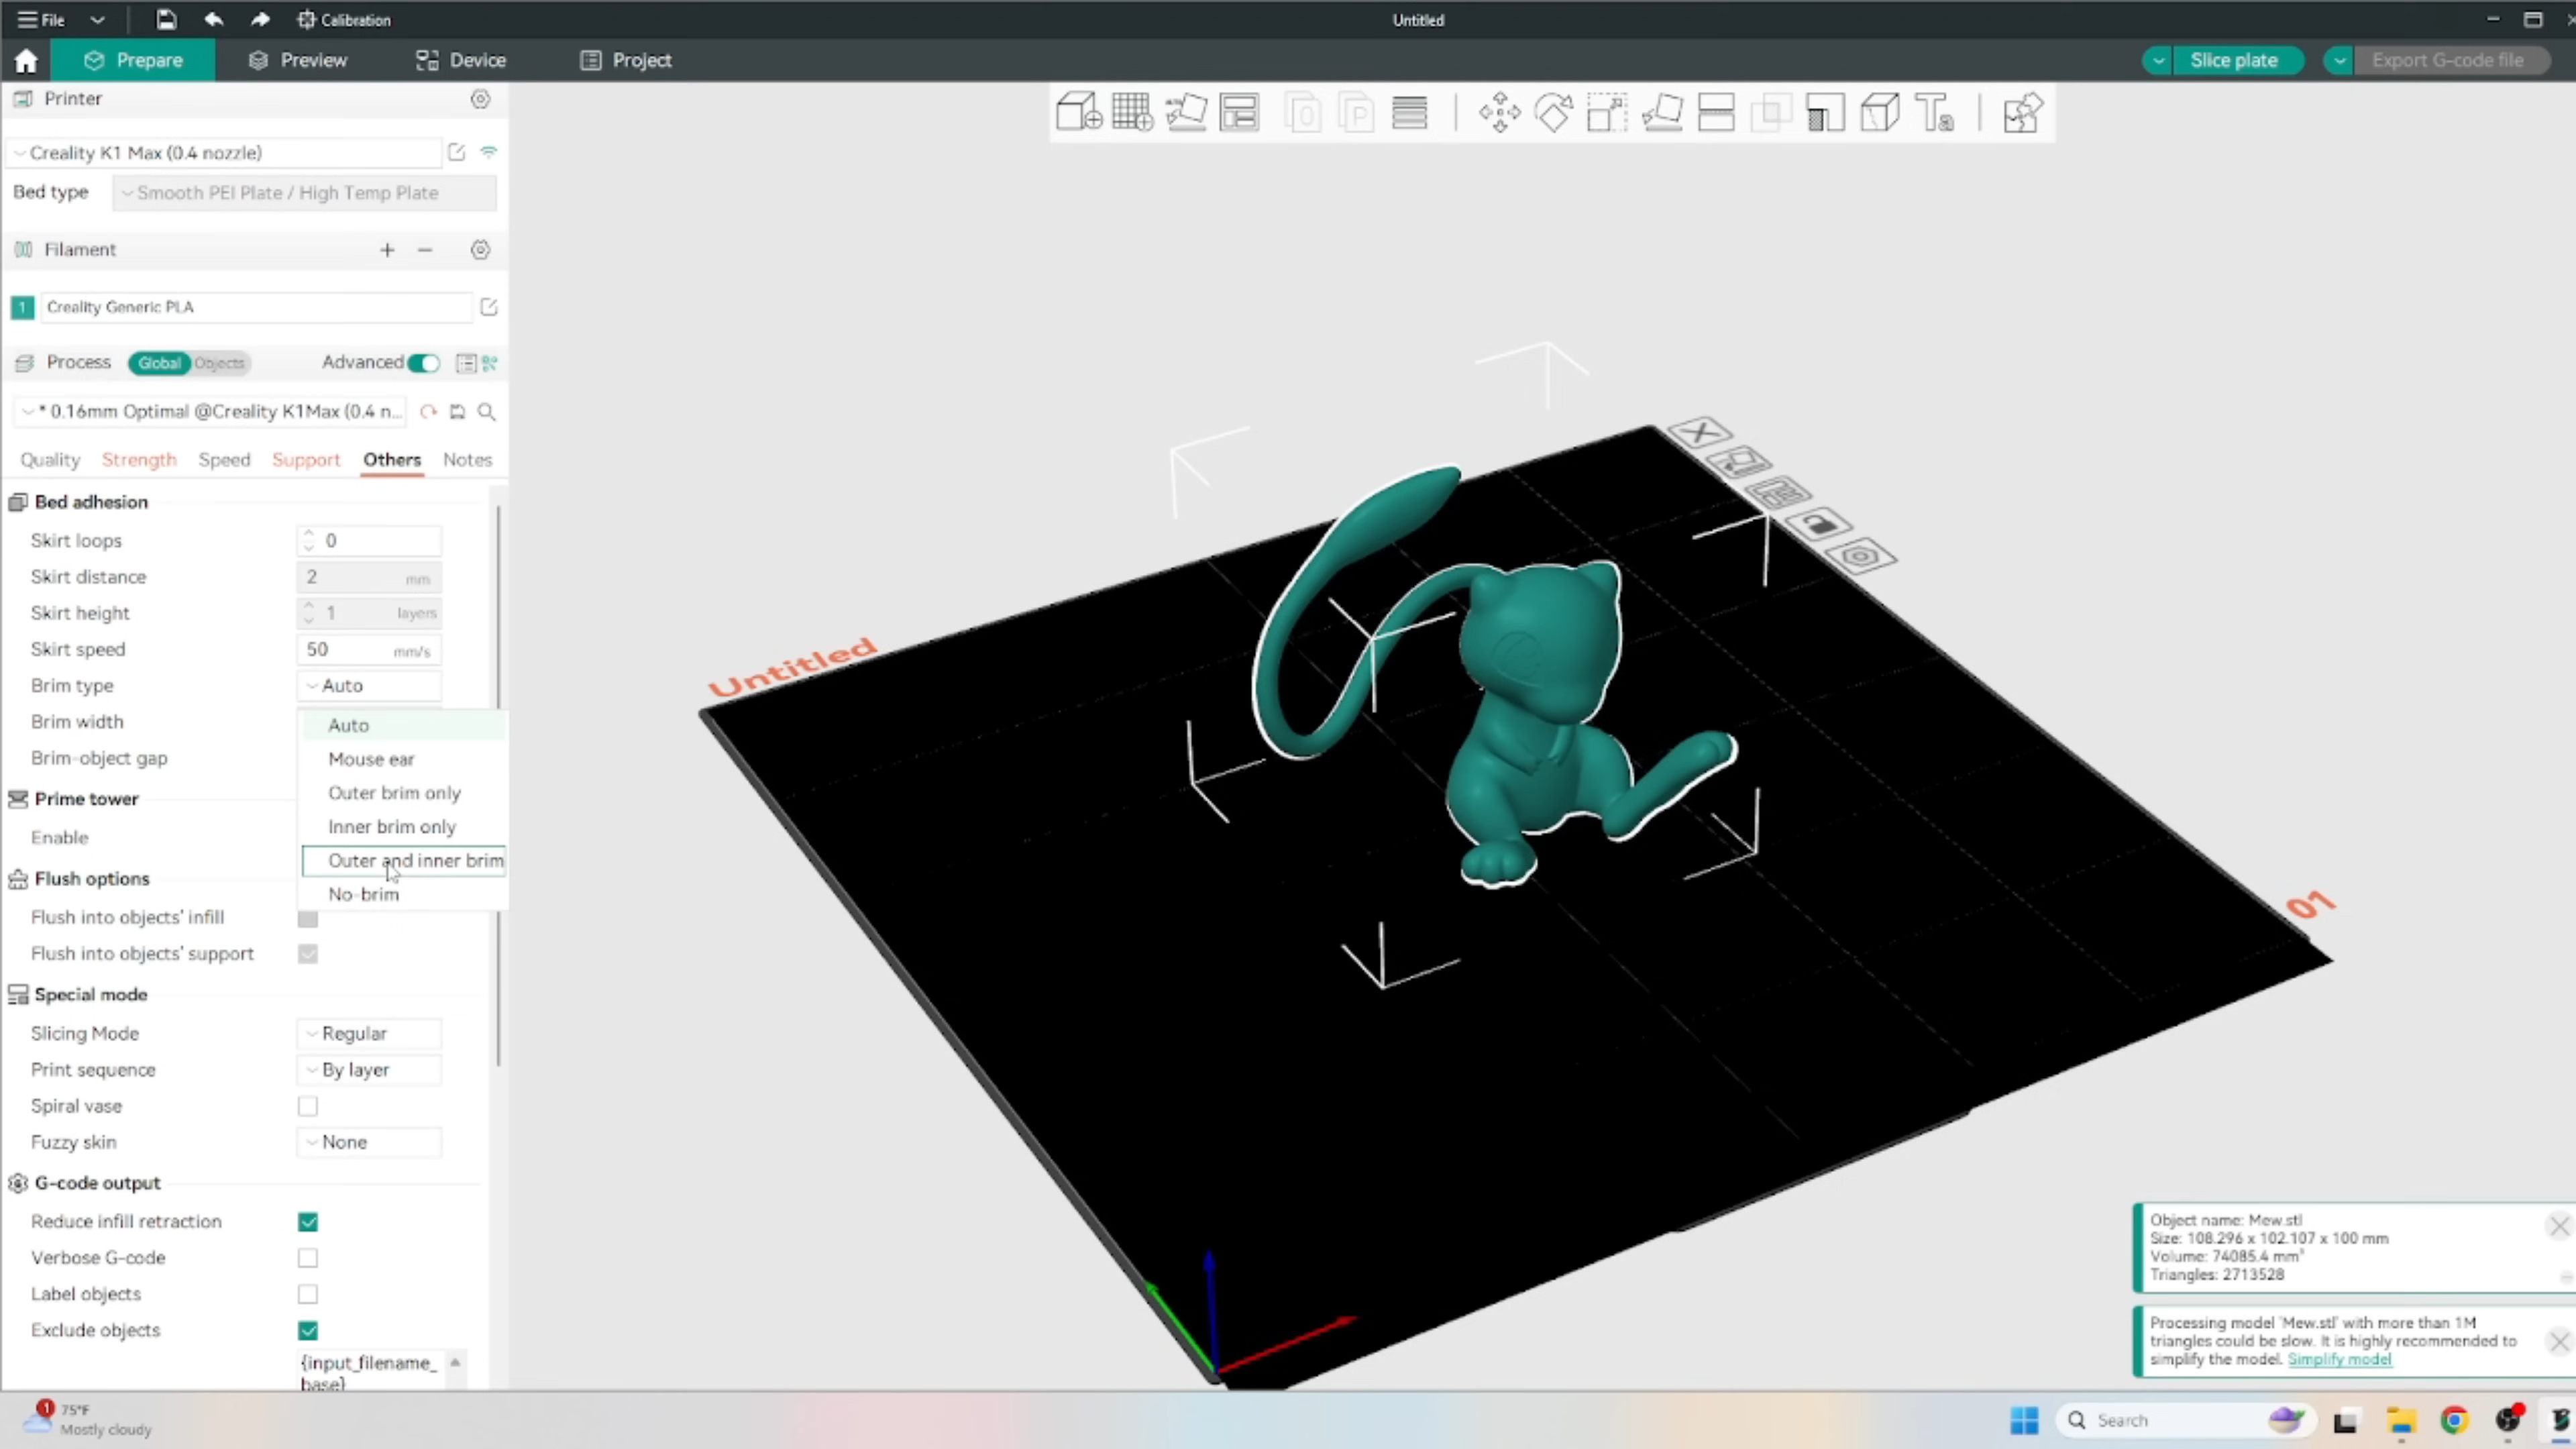 File
Calibration
Untitled
Prepare
Preview
Device
Project
Slice plate
Export G-code file
Printer
Creality K1 Max (0.4 nozzle)
Bed type
Smooth PEI Plate / High Temp Plate
Filament
1
Creality Generic PLA
Process
Global
Objects
Advanced
* 0.16mm Optimal @Creality K1Max (0.4 n...
Quality
Strength
Speed
Support
Others
Notes
Bed adhesion
Skirt loops
0
Skirt distance
2 mm
Skirt height
1 layers
Skirt speed
50 mm/s
Brim type
Auto
Brim width
Auto
Mouse ear
Brim-object gap
Outer brim only
Prime tower
Inner brim only
Enable
Outer and inner brim
Flush options
No-brim
Flush into objects' infill
Flush into objects' support
Special mode
Slicing Mode
Regular
Print sequence
By layer
Spiral vase
Fuzzy skin
None
G-code output
Reduce infill retraction
Verbose G-code
Label objects
Exclude objects
{input_filename_
base}
Untitled
01
Object name: Mew.stl
Size: 108.296 x 102.107 x 100 mm
Volume: 74085.4 mm³
Triangles: 2713528
Processing model 'Mew.stl' with more than 1M
triangles could be slow. It is highly recommended to
simplify the model. Simplify model
1
75°F
Mostly cloudy
Search